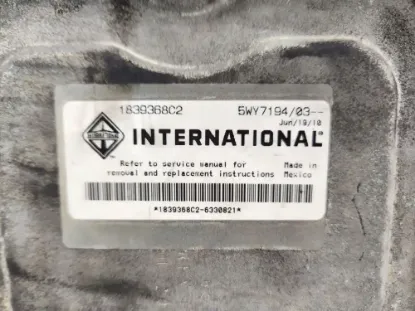 1839368C2 5WY7194/03--
Jun/19/10
INTERNATIONAL®
Refer to service manual for Made in
removal and replacement instructions Mexico
*1839368C2-6330821*